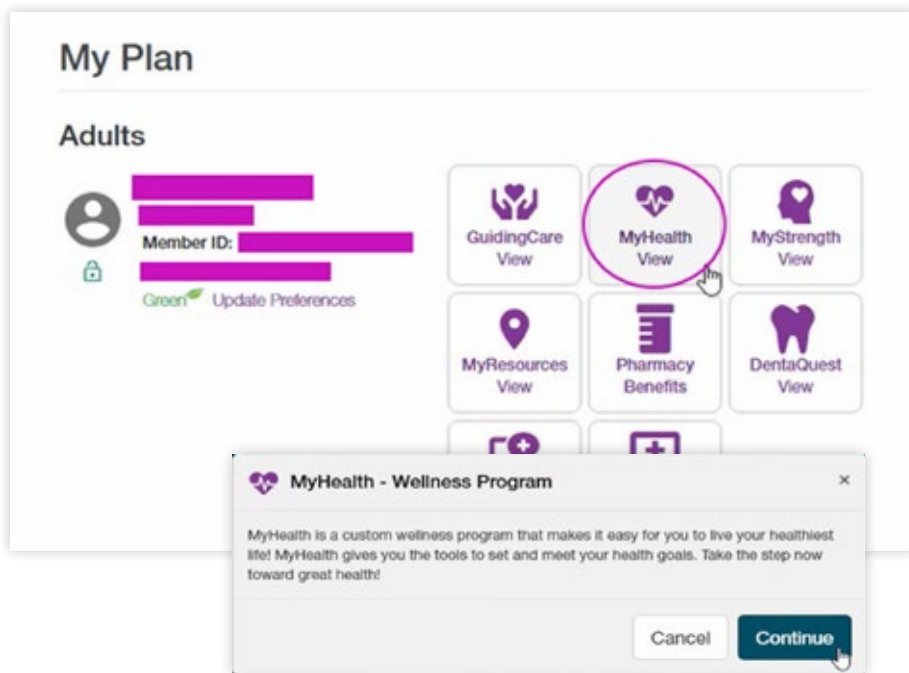 My Plan
Adults
Member ID:
Green Update Preferences
GuidingCare
View
MyHealth
View
MyStrength
View
MyResources
View
Pharmacy
Benefits
DentaQuest
View
MyHealth - Wellness Program ×
MyHealth is a custom wellness program that makes it easy for you to live your healthiest
life! MyHealth gives you the tools to set and meet your health goals. Take the step now
toward great health!
Cancel Continue